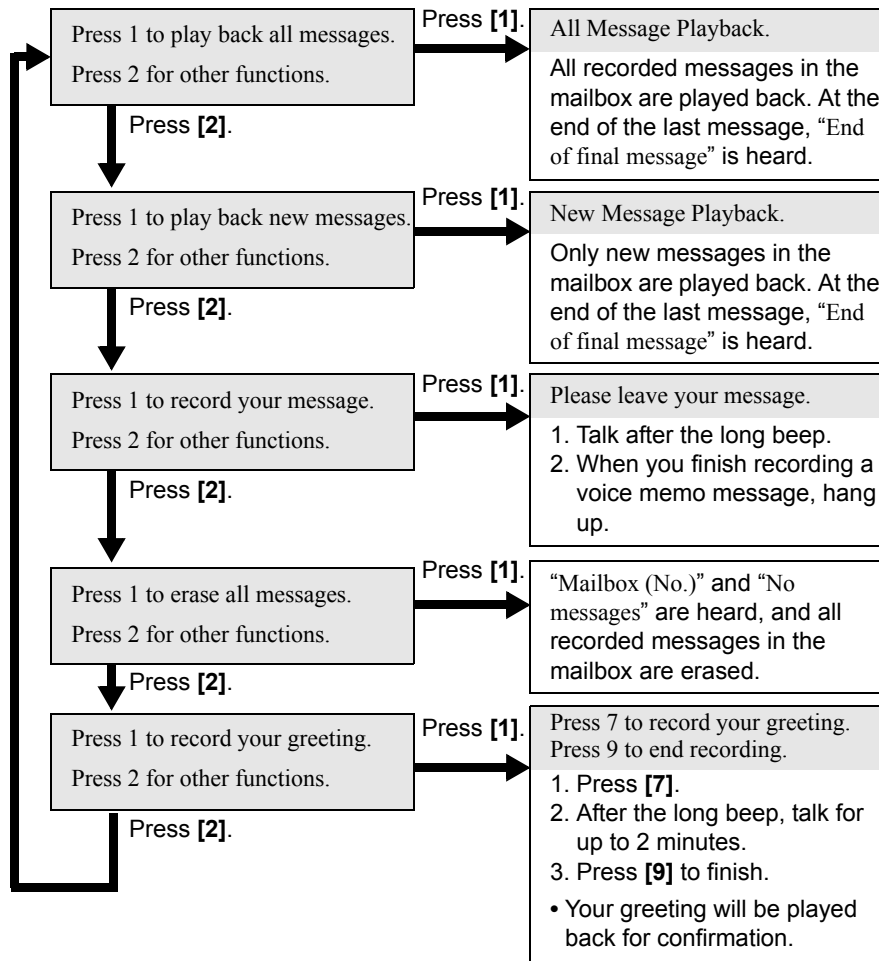 Press 1 to play back all messages.
Press 2 for other functions.
Press [1].
All Message Playback.
All recorded messages in the
mailbox are played back. At the
end of the last message, “End
of final message” is heard.
Press [2].
Press 1 to play back new messages.
Press 2 for other functions.
Press [1].
New Message Playback.
Only new messages in the
mailbox are played back. At the
end of the last message, “End
of final message” is heard.
Press [2].
Press 1 to record your message.
Press 2 for other functions.
Press [1].
Please leave your message.
1. Talk after the long beep.
2. When you finish recording a
voice memo message, hang
up.
Press [2].
Press 1 to erase all messages.
Press 2 for other functions.
Press [1].
“Mailbox (No.)” and “No
messages” are heard, and all
recorded messages in the
mailbox are erased.
Press [2].
Press 1 to record your greeting.
Press 2 for other functions.
Press [1].
Press 7 to record your greeting.
Press 9 to end recording.
1. Press [7].
2. After the long beep, talk for
up to 2 minutes.
3. Press [9] to finish.
• Your greeting will be played
back for confirmation.
Press [2].